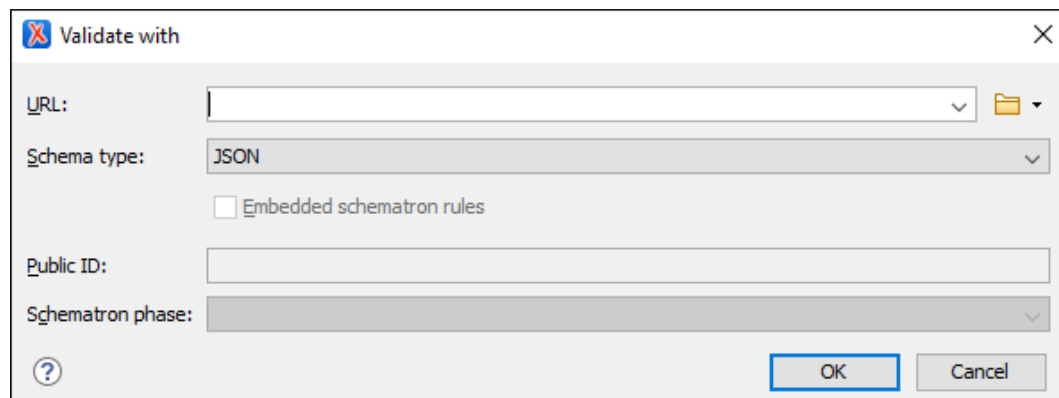 Validate with
URL:
Schema type: JSON
Embedded schematron rules
Public ID:
Schematron phase:
? OK Cancel